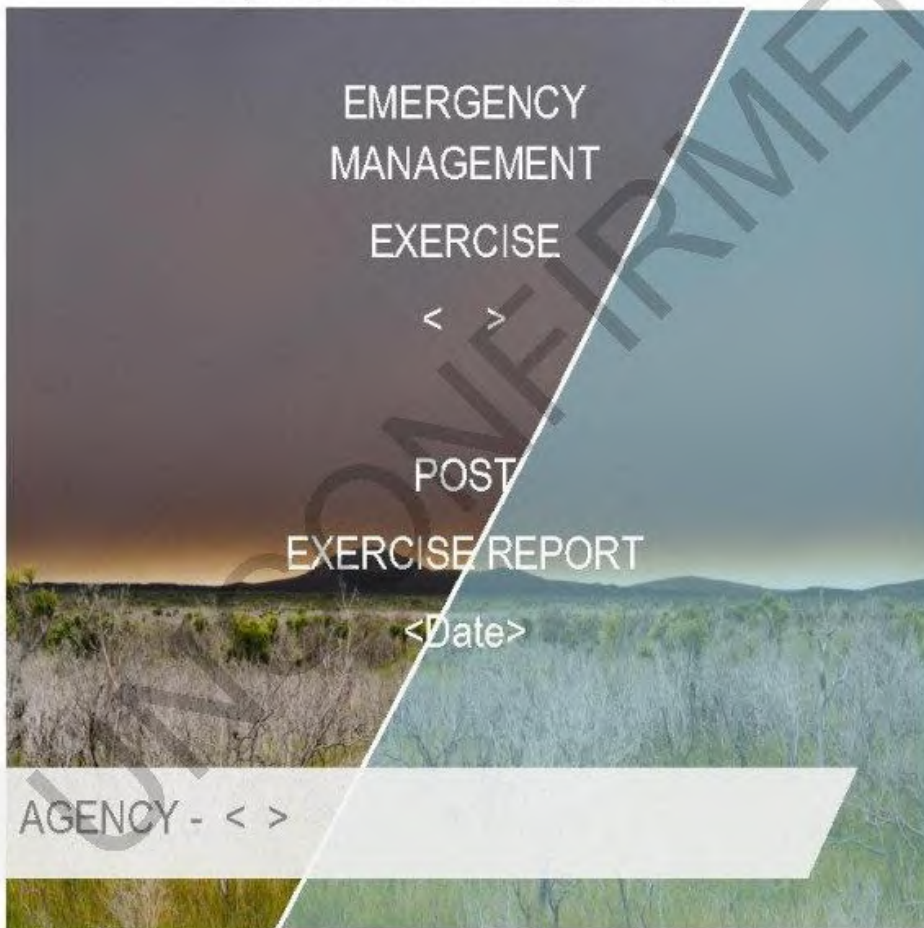 EMERGENCY
MANAGEMENT
EXERCISE
< >
POST
EXERCISE REPORT
<Date>
AGENCY - < >
UNCONFIRMED